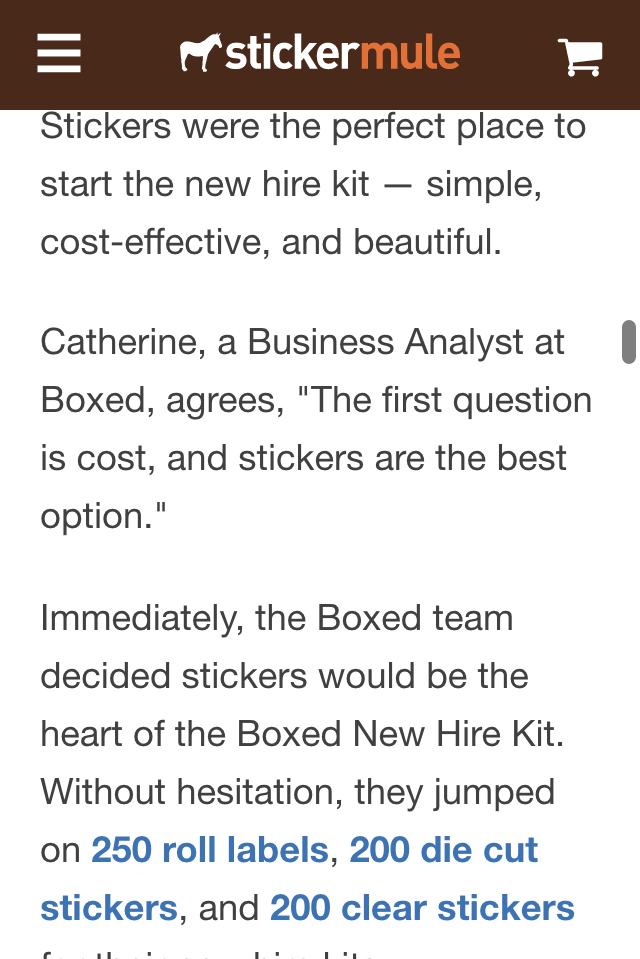 stickermule
Stickers were the perfect place to
start the new hire kit — simple,
cost-effective, and beautiful.
Catherine, a Business Analyst at
Boxed, agrees, "The first question
is cost, and stickers are the best
option."
Immediately, the Boxed team
decided stickers would be the
heart of the Boxed New Hire Kit.
Without hesitation, they jumped
on 250 roll labels, 200 die cut
stickers, and 200 clear stickers